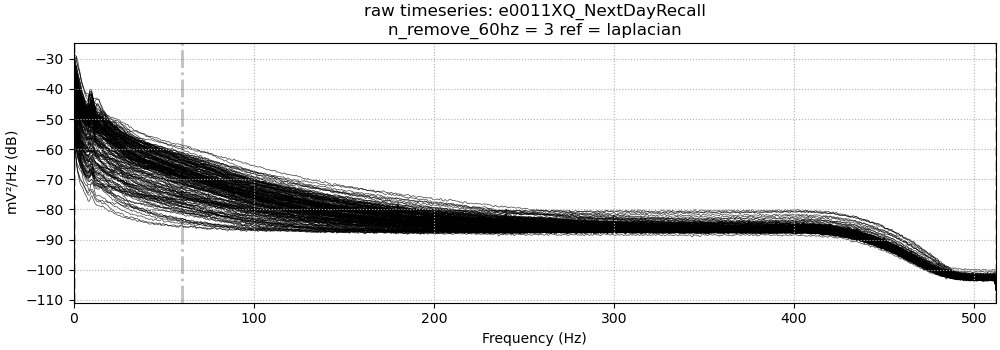 raw timeseries: e0011XQ_NextDayRecall
n_remove_60hz = 3 ref = laplacian
mV²/Hz (dB)
−30
−40
−50
−60
−70
−80
−90
−100
−110
0 100 200 300 400 500
Frequency (Hz)